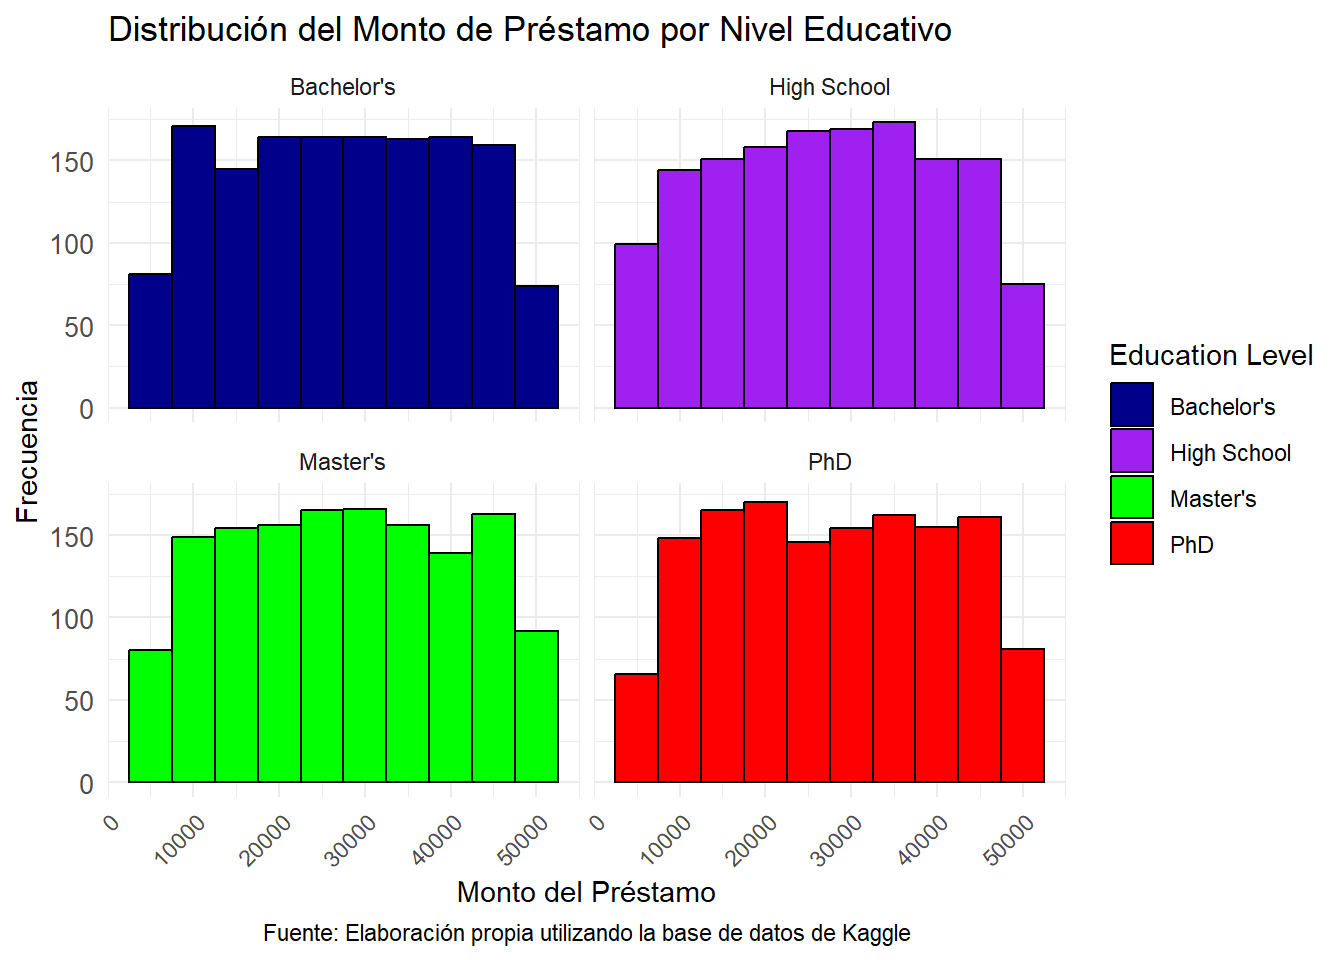 Distribución del Monto de Préstamo por Nivel Educativo
Bachelor's
High School
150
100
50
0
Master's
PhD
150
100
50
0
0
10000
20000
30000
40000
50000
0
10000
20000
30000
40000
50000
Frecuencia
Monto del Préstamo
Fuente: Elaboración propia utilizando la base de datos de Kaggle
Education Level
Bachelor's
High School
Master's
PhD